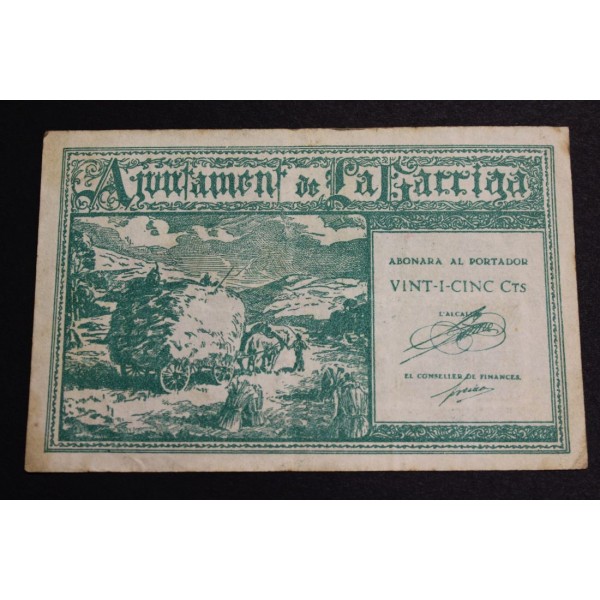 Ajuntament de La Garriga
ABONARA AL PORTADOR
VINT-I-CINC CTS
L'ALCALDE
EL CONSELLER DE FINANCES,